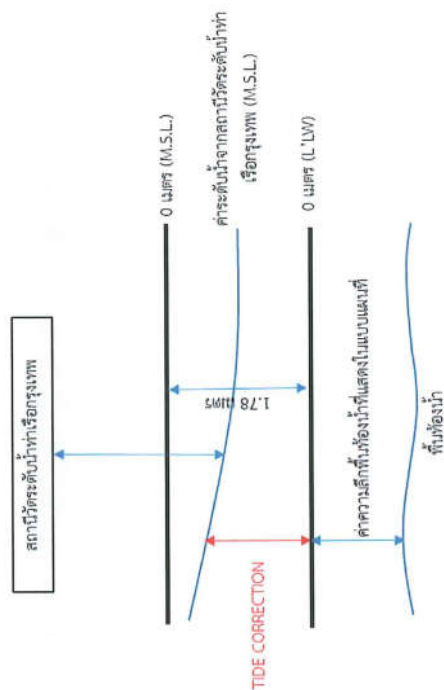 สถานีวัดระดับน้ำท่าเรือกรุงเทพ
0 เมตร (M.S.L.)
ค่าระดับน้ำจากสถานีวัดระดับน้ำท่า
เรือกรุงเทพ (M.S.L.)
1.78 เมตร
TIDE CORRECTION
0 เมตร (L'LW)
ค่าความลึกพื้นท้องน้ำที่แสดงในแบบแผนที่
พื้นท้องน้ำ